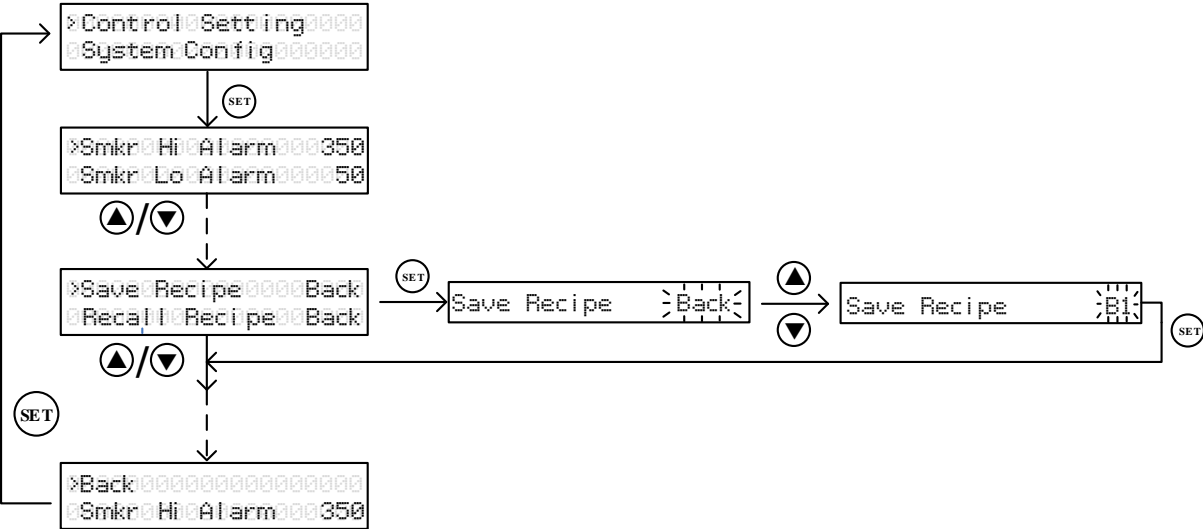 >Control Setting
System Config
SET
>Smkr Hi Alarm 350
Smkr Lo Alarm 50
/
>Save Recipe Back
Recall Recipe Back
SET
Save Recipe Back
Save Recipe B1
SET
/
SET
>Back
Smkr Hi Alarm 350